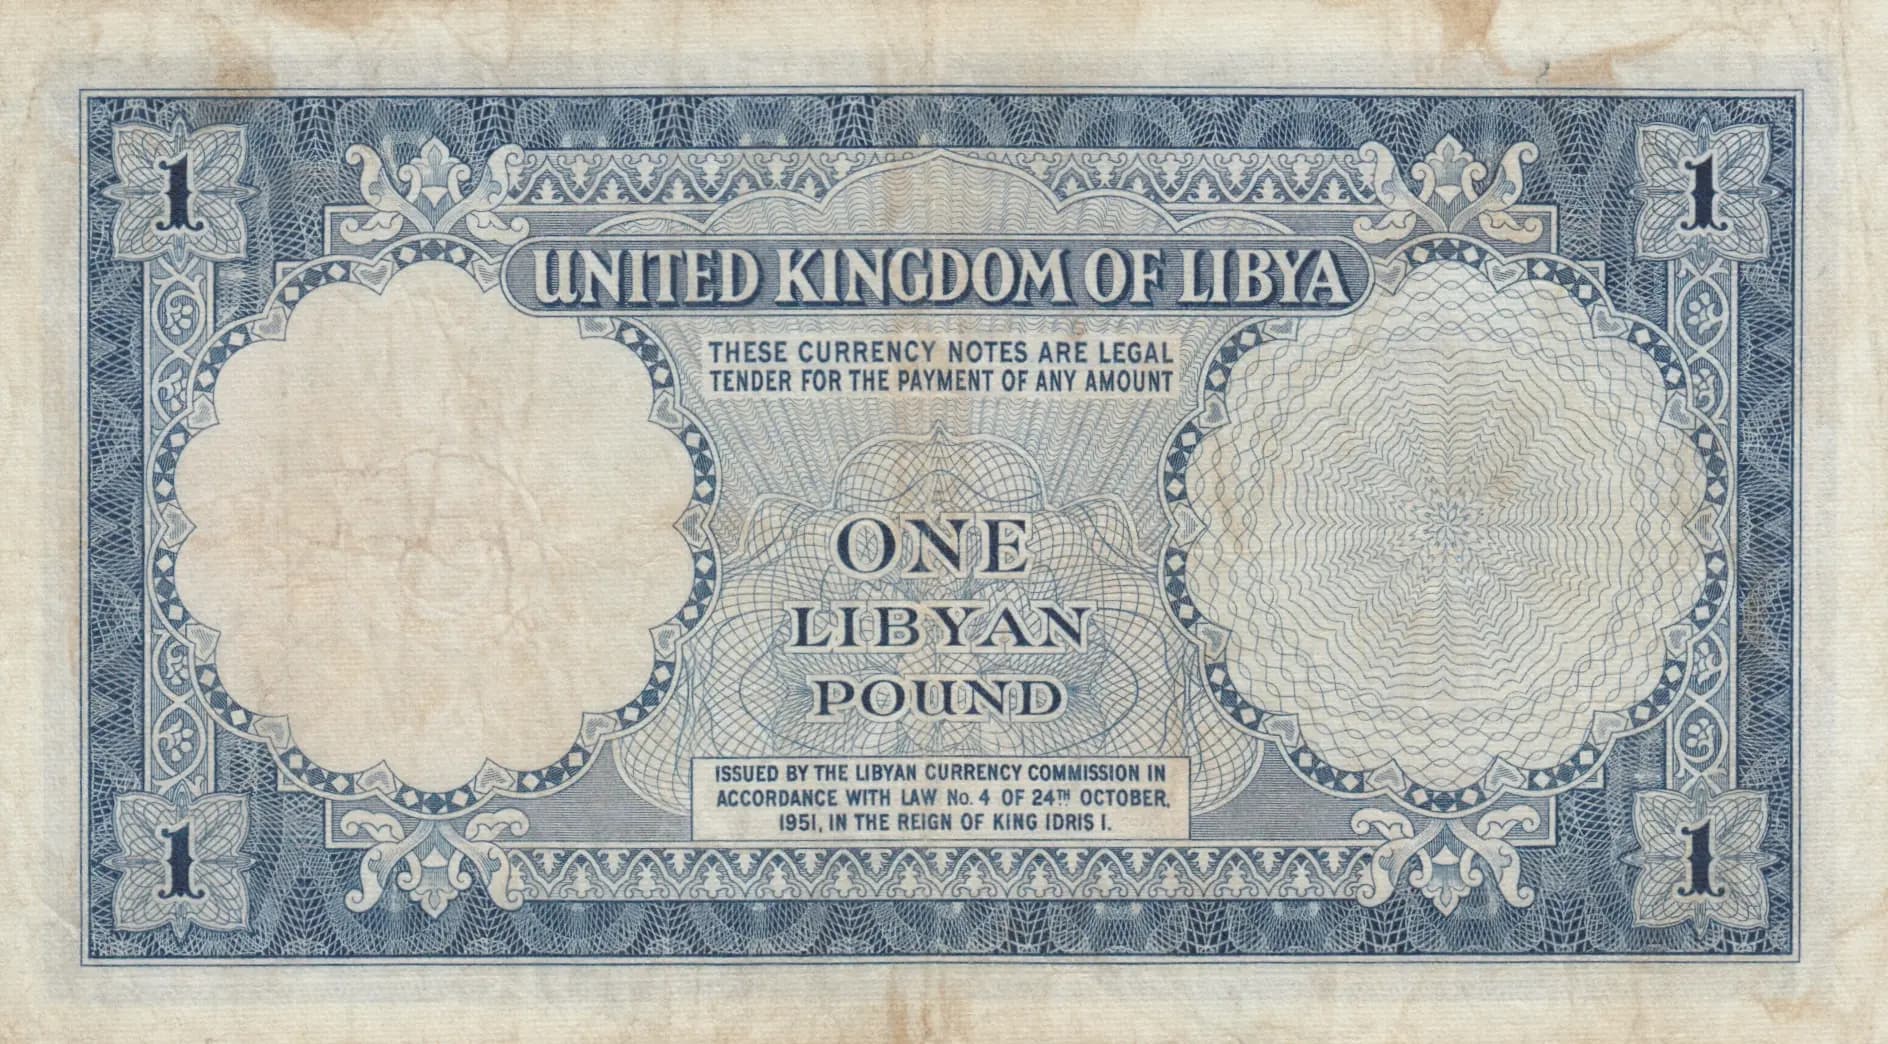 1
1
UNITED KINGDOM OF LIBYA
THESE CURRENCY NOTES ARE LEGAL
TENDER FOR THE PAYMENT OF ANY AMOUNT
ONE
LIBYAN
POUND
ISSUED BY THE LIBYAN CURRENCY COMMISSION IN
ACCORDANCE WITH LAW No. 4 OF 24TH OCTOBER,
1951, IN THE REIGN OF KING IDRIS I.
1
1